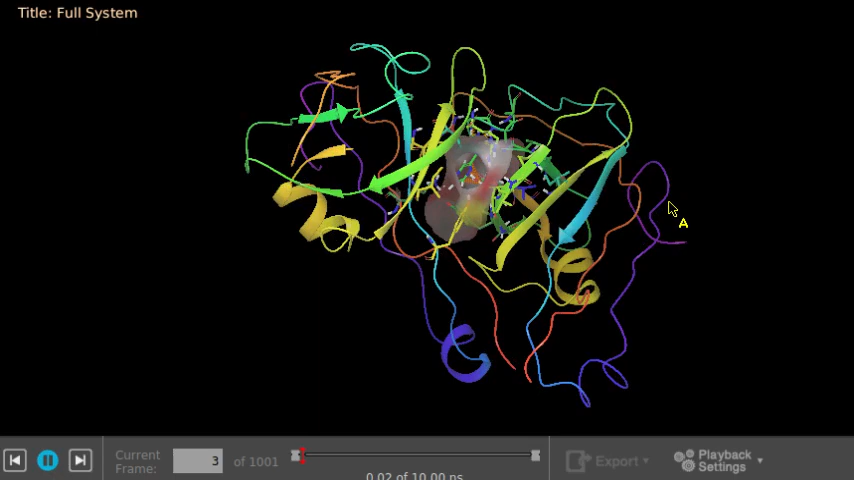 Title: Full System
A
Current
Frame:
3
of 1001
0.02 of 10.00 ns
Export
Playback
Settings